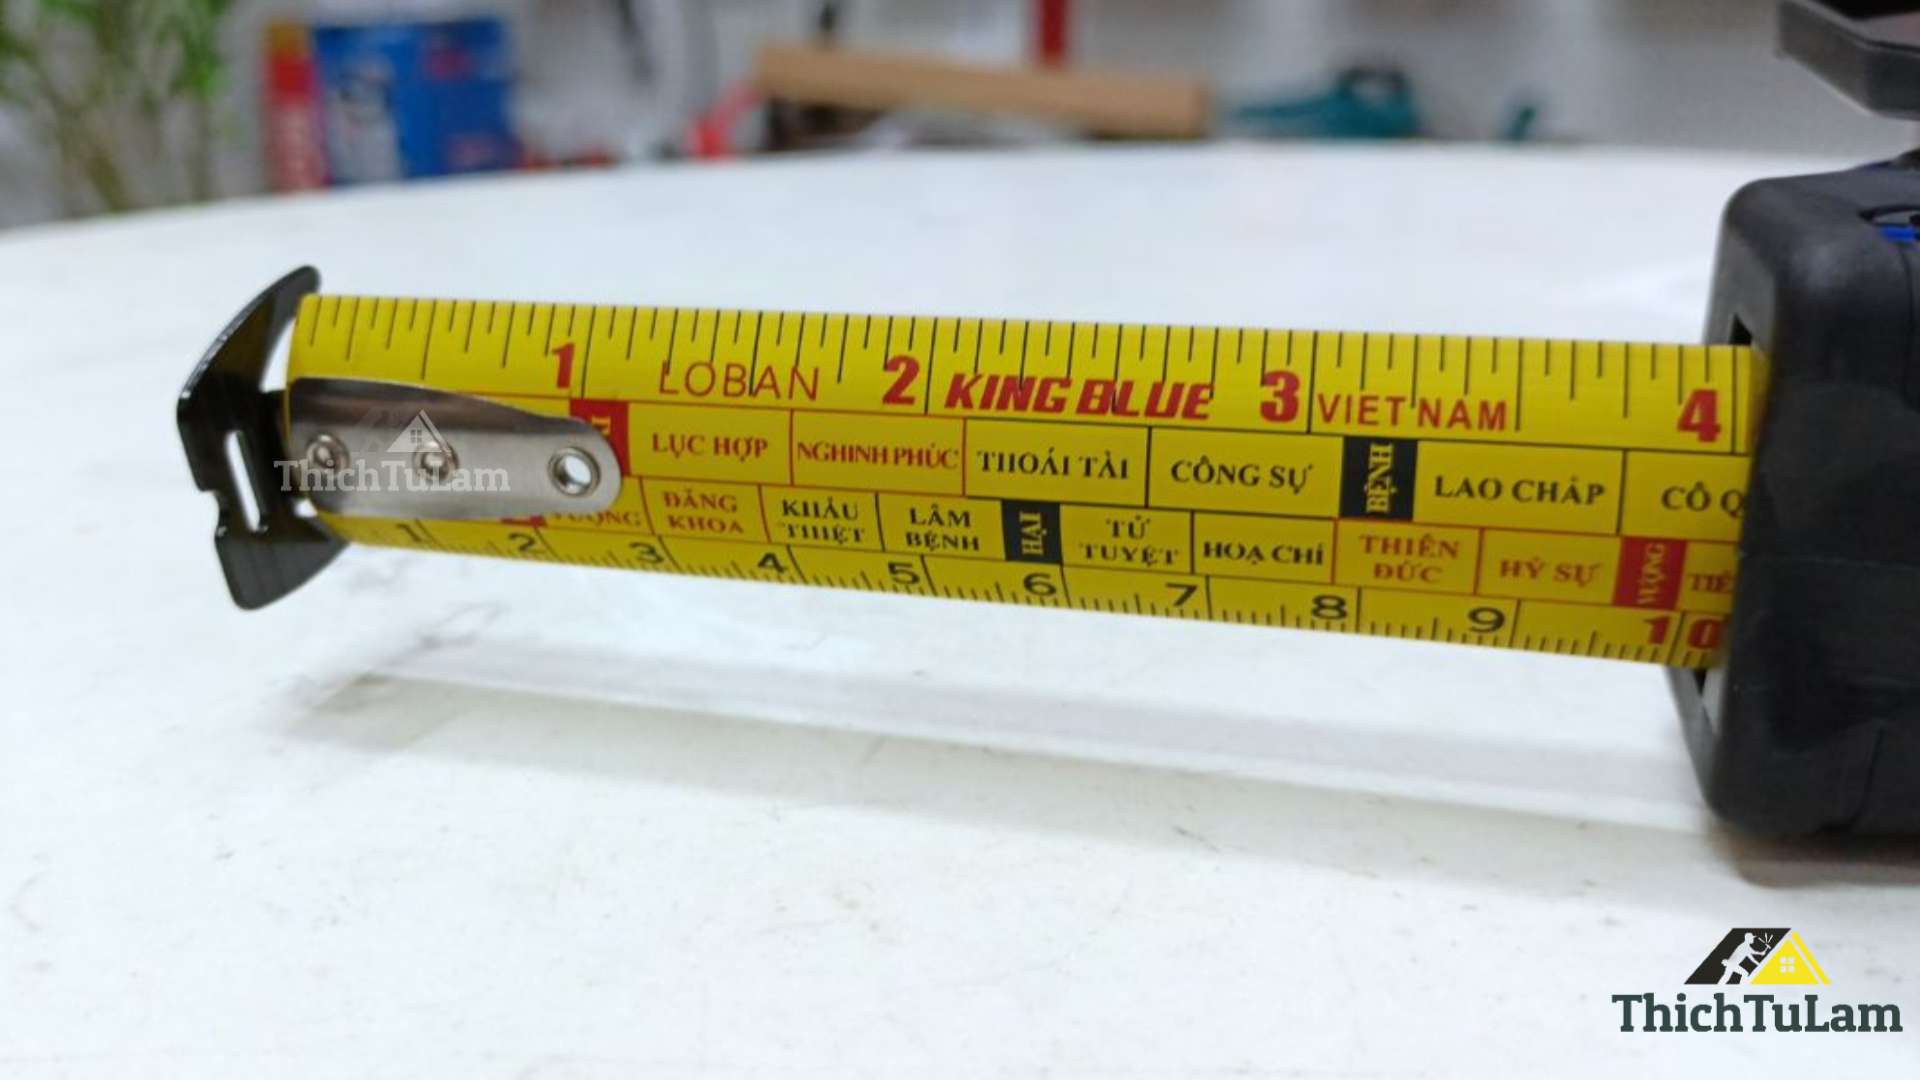 1 LOBAN 2 KING BLUE 3 VIET NAM 4
LỤC HỢP NGHINH PHÚC THOÁI TÀI CÔNG SỰ BỆNH LAO CHẤP CÔ
ĐĂNG KHOA KHẨU THIỆT LÂM BỆNH HẠI TỬ TUYỆT HOẠ CHÍ THIÊN ĐỨC HỶ SỰ VƯỢNG
1 2 3 4 5 6 7 8 9 10
ThichTuLam
ThichTuLam